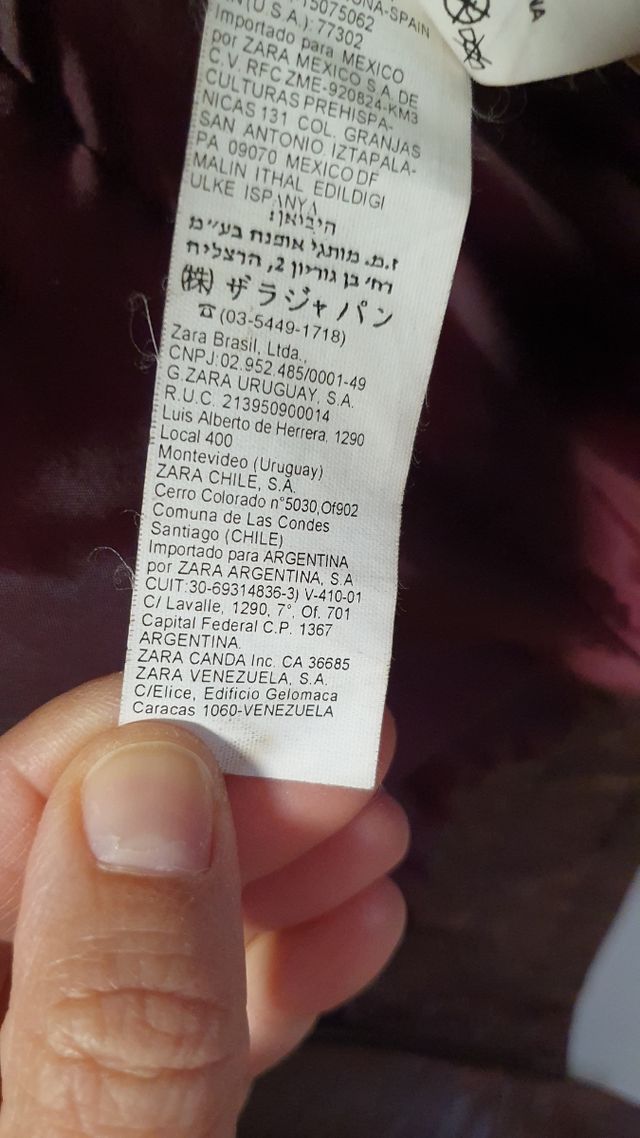 NA-SPAIN
15075062
(U.S.A.):77302
Importado para MEXICO
por ZARA MEXICO S.A. DE
C.V. RFC ZME-920824-KM3
CULTURAS PREHISPA-
NICAS 131 COL. GRANJAS
SAN ANTONIO. IZTAPALA-
PA 09070 MEXICO DF
MALIN ITHAL EDILDIGI
ULKE ISPANYA
היבואן:
ז.מ. מותגי אופנה בע״מ
רח׳ בן גוריון 2, הרצליה
㈱ ザラジャパン
☎(03-5449-1718)
Zara Brasil, Ltda.,
CNPJ:02.952.485/0001-49
G.ZARA URUGUAY, S.A.
R.U.C. 213950900014
Luis Alberto de Herrera, 1290
Local 400
Montevideo (Uruguay)
ZARA CHILE, S.A.
Cerro Colorado n°5030,Of902
Comuna de Las Condes
Santiago (CHILE)
Importado para ARGENTINA
por ZARA ARGENTINA, S.A
CUIT:30-69314836-3) V-410-01
C/ Lavalle, 1290, 7°, Of. 701
Capital Federal C.P. 1367
ARGENTINA.
ZARA CANDA Inc. CA 36685
ZARA VENEZUELA, S.A.
C/Elice, Edificio Gelomaca
Caracas 1060-VENEZUELA
NA